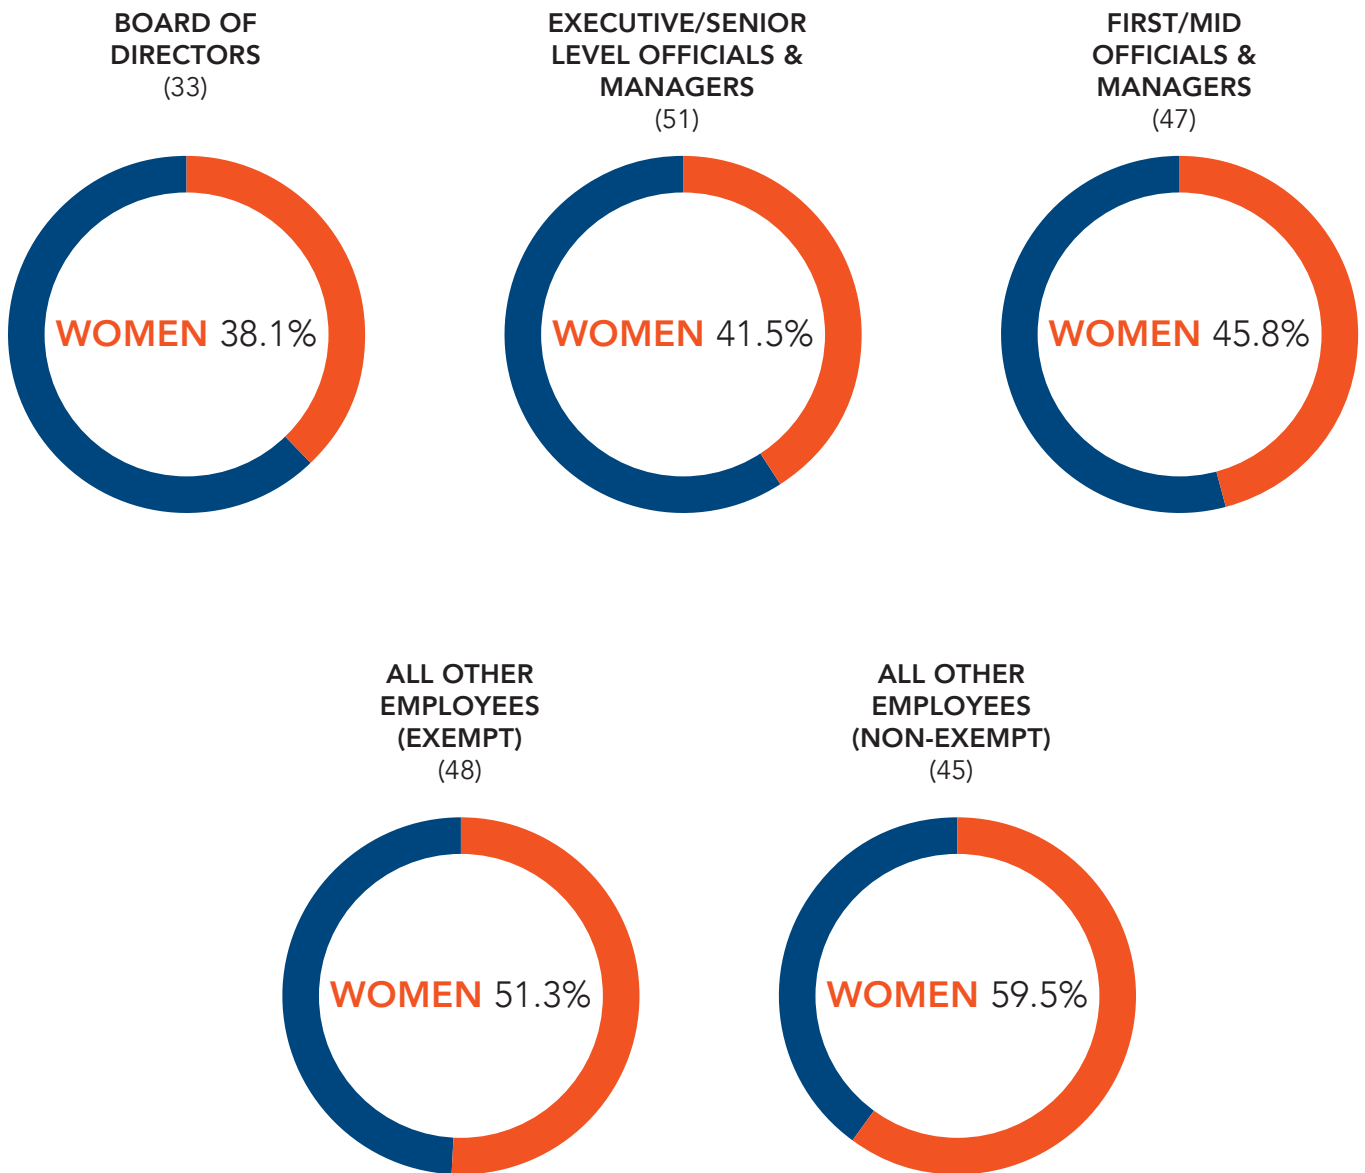 BOARD OF
DIRECTORS
(33)
WOMEN 38.1%
EXECUTIVE/SENIOR
LEVEL OFFICIALS &
MANAGERS
(51)
WOMEN 41.5%
FIRST/MID
OFFICIALS &
MANAGERS
(47)
WOMEN 45.8%
ALL OTHER
EMPLOYEES
(EXEMPT)
(48)
WOMEN 51.3%
ALL OTHER
EMPLOYEES
(NON-EXEMPT)
(45)
WOMEN 59.5%